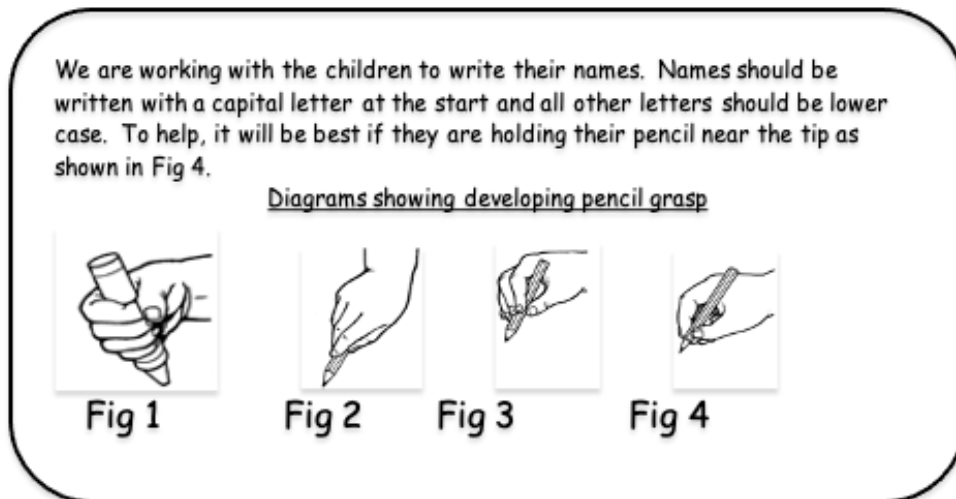 We are working with the children to write their names.  Names should be
written with a capital letter at the start and all other letters should be lower
case.  To help, it will be best if they are holding their pencil near the tip as
shown in Fig 4.
Diagrams showing developing pencil grasp
Fig 1 Fig 2 Fig 3 Fig 4